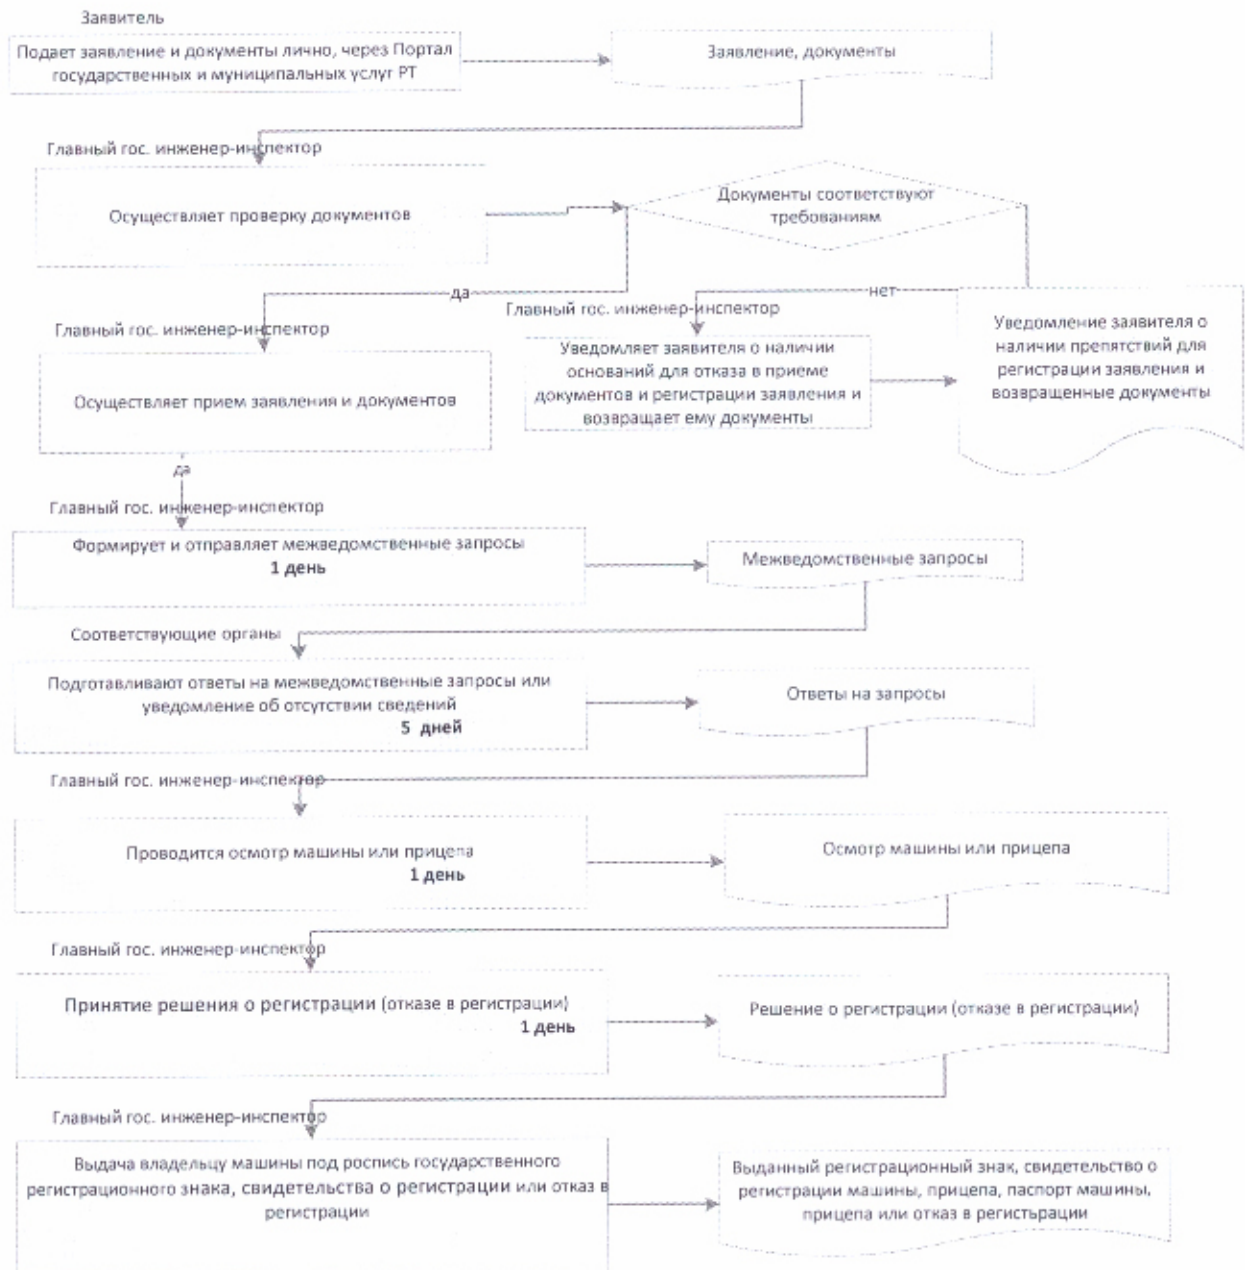 Заявитель
Подает заявление и документы лично, через Портал
государственных и муниципальных услуг РТ
Заявление, документы
Главный гос. инженер-инспектор
Осуществляет проверку документов
Документы соответствуют
требованиям
да
нет
Главный гос. инженер-инспектор
Осуществляет прием заявления и документов
Главный гос. инженер-инспектор
Уведомляет заявителя о наличии
оснований для отказа в приеме
документов и регистрации заявления и
возвращает ему документы
Уведомление заявителя о
наличии препятствий для
регистрации заявления и
возвращенные документы
да
Главный гос. инженер-инспектор
Формирует и отправляет межведомственные запросы
1 день
Межведомственные запросы
Соответствующие органы
Подготавливают ответы на межведомственные запросы или
уведомление об отсутствии сведений
5 дней
Ответы на запросы
Главный гос. инженер-инспектор
Проводится осмотр машины или прицепа
1 день
Осмотр машины или прицепа
Главный гос. инженер-инспектор
Принятие решения о регистрации (отказе в регистрации)
1 день
Решение о регистрации (отказе в регистрации)
Главный гос. инженер-инспектор
Выдача владельцу машины под роспись государственного
регистрационного знака, свидетельства о регистрации или отказ в
регистрации
Выданный регистрационный знак, свидетельство о
регистрации машины, прицепа, паспорт машины,
прицепа или отказ в регистьрации